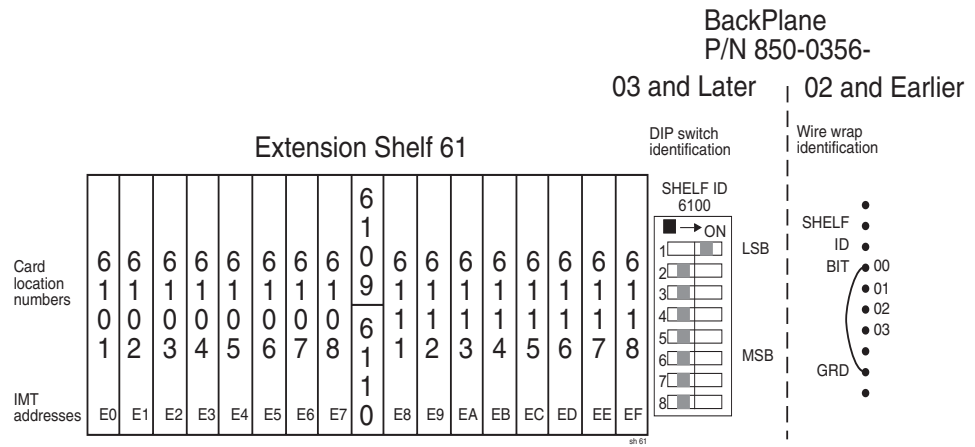 BackPlane
P/N 850-0356-
03 and Later
02 and Earlier
Extension Shelf 61
DIP switch
identification
Wire wrap
identification
SHELF ID
6100
ON
1
2
3
4
5
6
7
8
LSB
MSB
SHELF
ID
BIT
00
01
02
03
GRD
Card
location
numbers
6101
6102
6103
6104
6105
6106
6107
6108
6109
6110
6111
6112
6113
6114
6115
6116
6117
6118
IMT
addresses
E0 E1 E2 E3 E4 E5 E6 E7 E8 E9 EA EB EC ED EE EF
sh 61